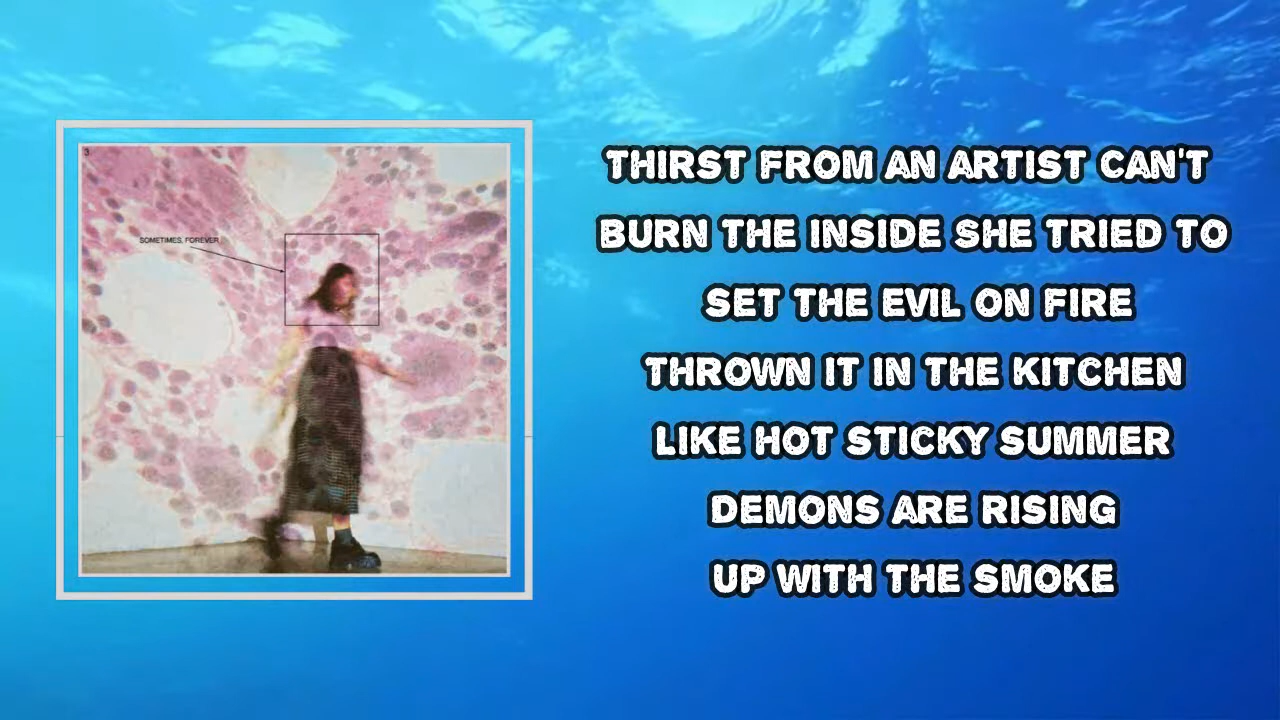 3
SOMETIMES, FOREVER
THIRST FROM AN ARTIST CAN'T
BURN THE INSIDE SHE TRIED TO
SET THE EVIL ON FIRE
THROWN IT IN THE KITCHEN
LIKE HOT STICKY SUMMER
DEMONS ARE RISING
UP WITH THE SMOKE